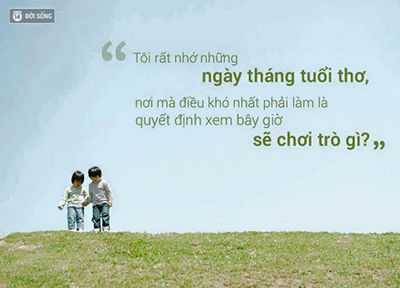 ĐỜI SỐNG
“ Tôi rất nhớ những
ngày tháng tuổi thơ,
nơi mà điều khó nhất phải làm là
quyết định xem bây giờ
sẽ chơi trò gì? ”